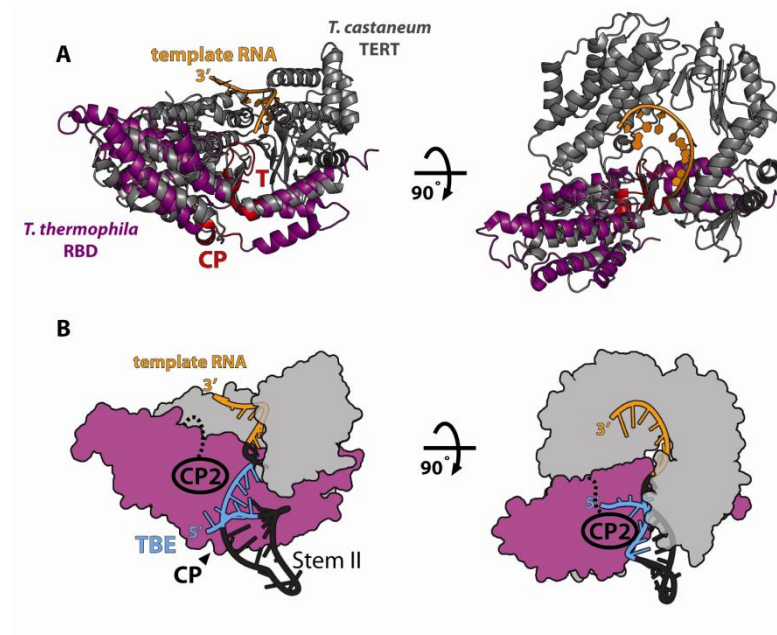 A
template RNA
3′
T. castaneum
TERT
T
T. thermophila
RBD
CP
90°
B
template RNA
3′
CP2
5′
TBE
CP
Stem II
90°
3′
5′
CP2